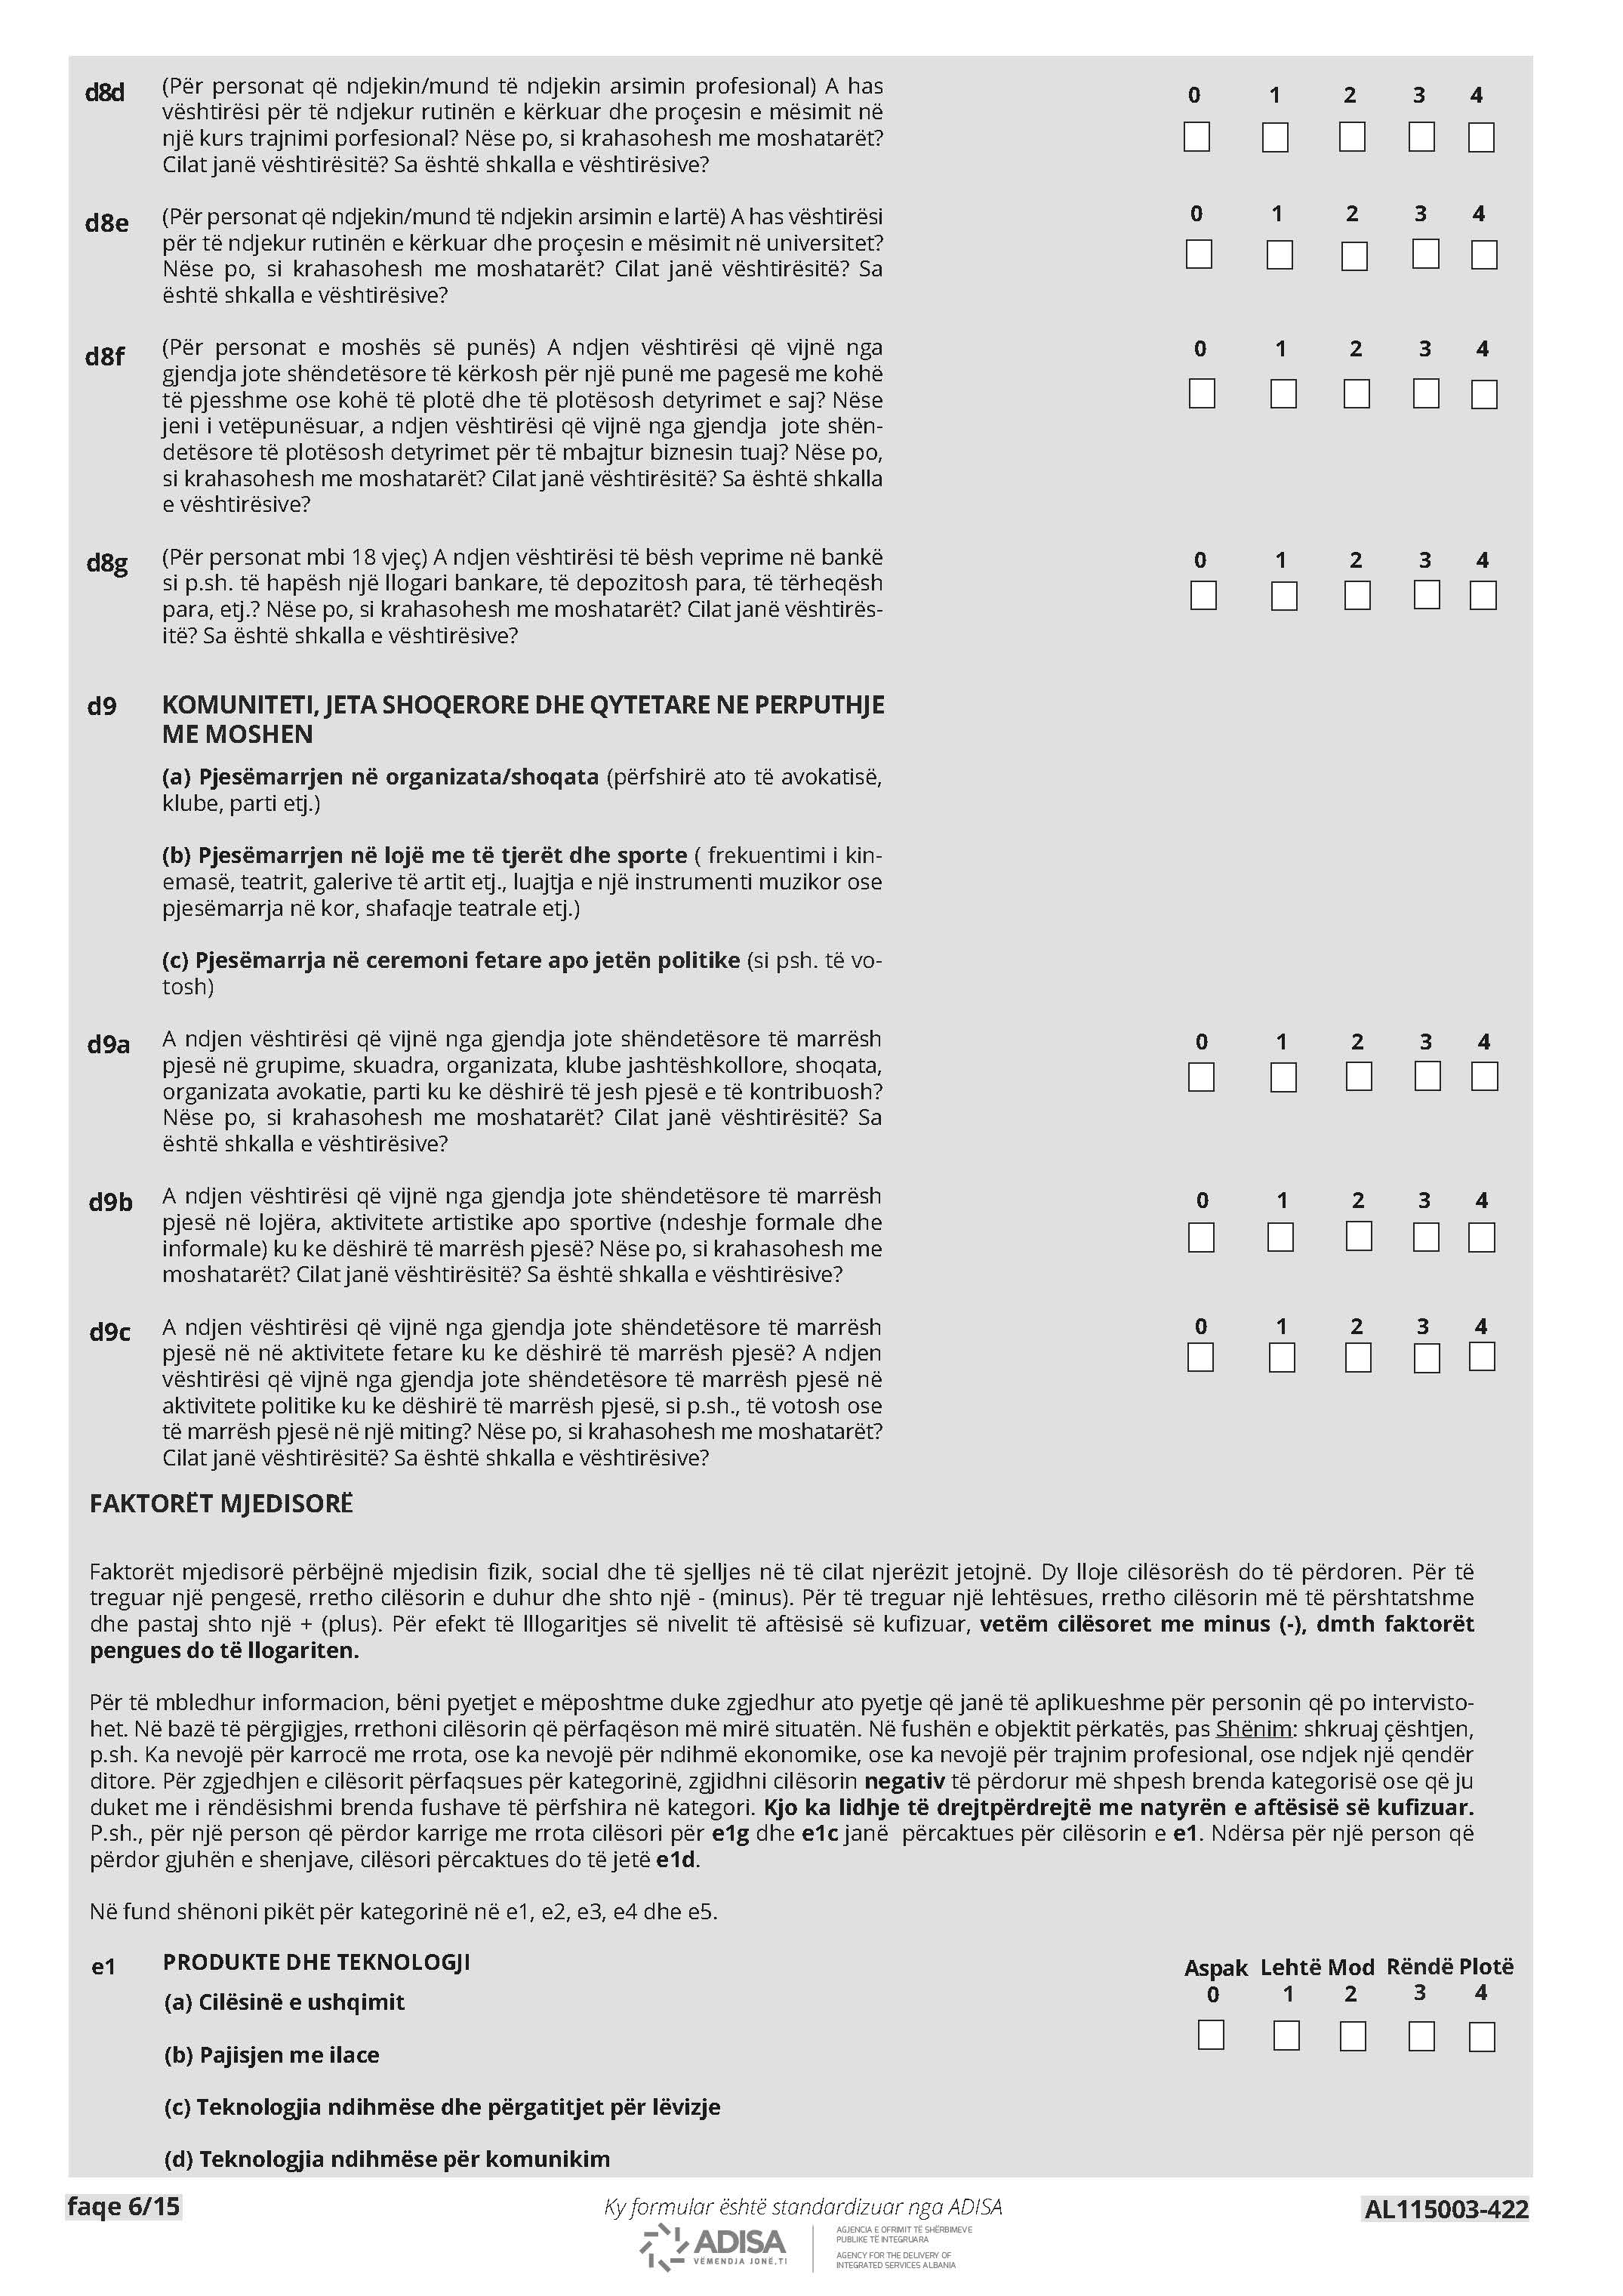 d8d (Për personat që ndjekin/mund të ndjekin arsimin profesional) A has
vështirësi për të ndjekur rutinën e kërkuar dhe proçesin e mësimit në
një kurs trajnimi porfesional? Nëse po, si krahasohesh me moshatarët?
Cilat janë vështirësitë? Sa është shkalla e vështirësive?
0 1 2 3 4
d8e (Për personat që ndjekin/mund të ndjekin arsimin e lartë) A has vështirësi
për të ndjekur rutinën e kërkuar dhe proçesin e mësimit në universitet?
Nëse po, si krahasohesh me moshatarët? Cilat janë vështirësitë? Sa
është shkalla e vështirësive?
0 1 2 3 4
d8f (Për personat e moshës së punës) A ndjen vështirësi që vijnë nga
gjendja jote shëndetësore të kërkosh për një punë me pagesë me kohë
të pjesshme ose kohë të plotë dhe të plotësosh detyrimet e saj? Nëse
jeni i vetëpunësuar, a ndjen vështirësi që vijnë nga gjendja jote shën-
detësore të plotësosh detyrimet për të mbajtur biznesin tuaj? Nëse po,
si krahasohesh me moshatarët? Cilat janë vështirësitë? Sa është shkalla
e vështirësive?
0 1 2 3 4
d8g (Për personat mbi 18 vjeç) A ndjen vështirësi të bësh veprime në bankë
si p.sh. të hapësh një llogari bankare, të depozitosh para, të tërheqësh
para, etj.? Nëse po, si krahasohesh me moshatarët? Cilat janë vështirës-
itë? Sa është shkalla e vështirësive?
0 1 2 3 4
d9 KOMUNITETI, JETA SHOQERORE DHE QYTETARE NE PERPUTHJE
ME MOSHEN
(a) Pjesëmarrjen në organizata/shoqata (përfshirë ato të avokatisë,
klube, parti etj.)
(b) Pjesëmarrjen në lojë me të tjerët dhe sporte ( frekuentimi i kin-
emasë, teatrit, galerive të artit etj., luajtja e një instrumenti muzikor ose
pjesëmarrja në kor, shafaqje teatrale etj.)
(c) Pjesëmarrja në ceremoni fetare apo jetën politike (si psh. të vo-
tosh)
d9a A ndjen vështirësi që vijnë nga gjendja jote shëndetësore të marrësh
pjesë në grupime, skuadra, organizata, klube jashtëshkollore, shoqata,
organizata avokatie, parti ku ke dëshirë të jesh pjesë e të kontribuosh?
Nëse po, si krahasohesh me moshatarët? Cilat janë vështirësitë? Sa
është shkalla e vështirësive?
0 1 2 3 4
d9b A ndjen vështirësi që vijnë nga gjendja jote shëndetësore të marrësh
pjesë në lojëra, aktivitete artistike apo sportive (ndeshje formale dhe
informale) ku ke dëshirë të marrësh pjesë? Nëse po, si krahasohesh me
moshatarët? Cilat janë vështirësitë? Sa është shkalla e vështirësive?
0 1 2 3 4
d9c A ndjen vështirësi që vijnë nga gjendja jote shëndetësore të marrësh
pjesë në në aktivitete fetare ku ke dëshirë të marrësh pjesë? A ndjen
vështirësi që vijnë nga gjendja jote shëndetësore të marrësh pjesë në
aktivitete politike ku ke dëshirë të marrësh pjesë, si p.sh., të votosh ose
të marrësh pjesë në një miting? Nëse po, si krahasohesh me moshatarët?
Cilat janë vështirësitë? Sa është shkalla e vështirësive?
0 1 2 3 4
FAKTORËT MJEDISORË
Faktorët mjedisorë përbëjnë mjedisin fizik, social dhe të sjelljes në të cilat njerëzit jetojnë. Dy lloje cilësorësh do të përdoren. Për të
treguar një pengesë, rretho cilësorin e duhur dhe shto një - (minus). Për të treguar një lehtësues, rretho cilësorin më të përshtatshme
dhe pastaj shto një + (plus). Për efekt të lllogaritjes së nivelit të aftësisë së kufizuar, vetëm cilësoret me minus (-), dmth faktorët
pengues do të llogariten.
Për të mbledhur informacion, bëni pyetjet e mëposhtme duke zgjedhur ato pyetje që janë të aplikueshme për personin që po intervisto-
het. Në bazë të përgjigjes, rrethoni cilësorin që përfaqëson më mirë situatën. Në fushën e objektit përkatës, pas Shënim: shkruaj çështjen,
p.sh. Ka nevojë për karrocë me rrota, ose ka nevojë për ndihmë ekonomike, ose ka nevojë për trajnim profesional, ose ndjek një qendër
ditore. Për zgjedhjen e cilësorit përfaqsues për kategorinë, zgjidhni cilësorin negativ të përdorur më shpesh brenda kategorisë ose që ju
duket me i rëndësishmi brenda fushave të përfshira në kategori. Kjo ka lidhje të drejtpërdrejtë me natyrën e aftësisë së kufizuar.
P.sh., për një person që përdor karrige me rrota cilësori për e1g dhe e1c janë përcaktues për cilësorin e e1. Ndërsa për një person që
përdor gjuhën e shenjave, cilësori përcaktues do të jetë e1d.
Në fund shënoni pikët për kategorinë në e1, e2, e3, e4 dhe e5.
e1 PRODUKTE DHE TEKNOLOGJI
Aspak Lehtë Mod Rëndë Plotë
0 1 2 3 4
(a) Cilësinë e ushqimit
(b) Pajisjen me ilace
(c) Teknologjia ndihmëse dhe përgatitjet për lëvizje
(d) Teknologjia ndihmëse për komunikim
faqe 6/15
Ky formular është standardizuar nga ADISA
AL115003-422
ADISA
VËMENDJA JONË, TI
AGJENCIA E OFRIMIT TË SHËRBIMEVE
PUBLIKE TË INTEGRUARA
AGENCY FOR THE DELIVERY OF
INTEGRATED SERVICES ALBANIA